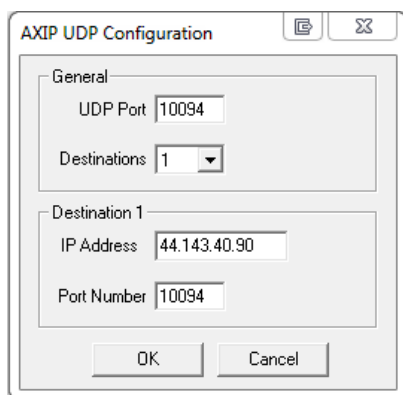 AXIP UDP Configuration
General
UDP Port 10094
Destinations 1
Destination 1
IP Address 44.143.40.90
Port Number 10094
OK Cancel